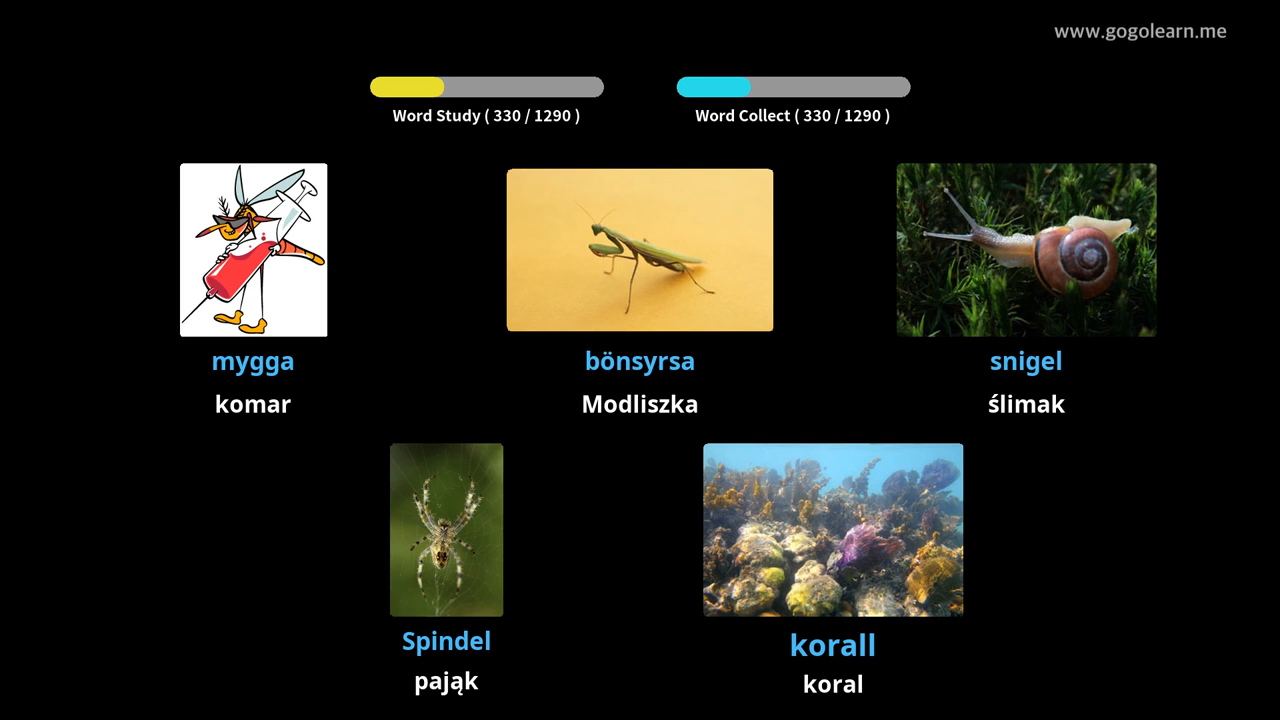 www.gogolearn.me
Word Study ( 330 / 1290 )
Word Collect ( 330 / 1290 )
mygga
komar
bönsyrsa
Modliszka
snigel
ślimak
Spindel
pająk
korall
koral